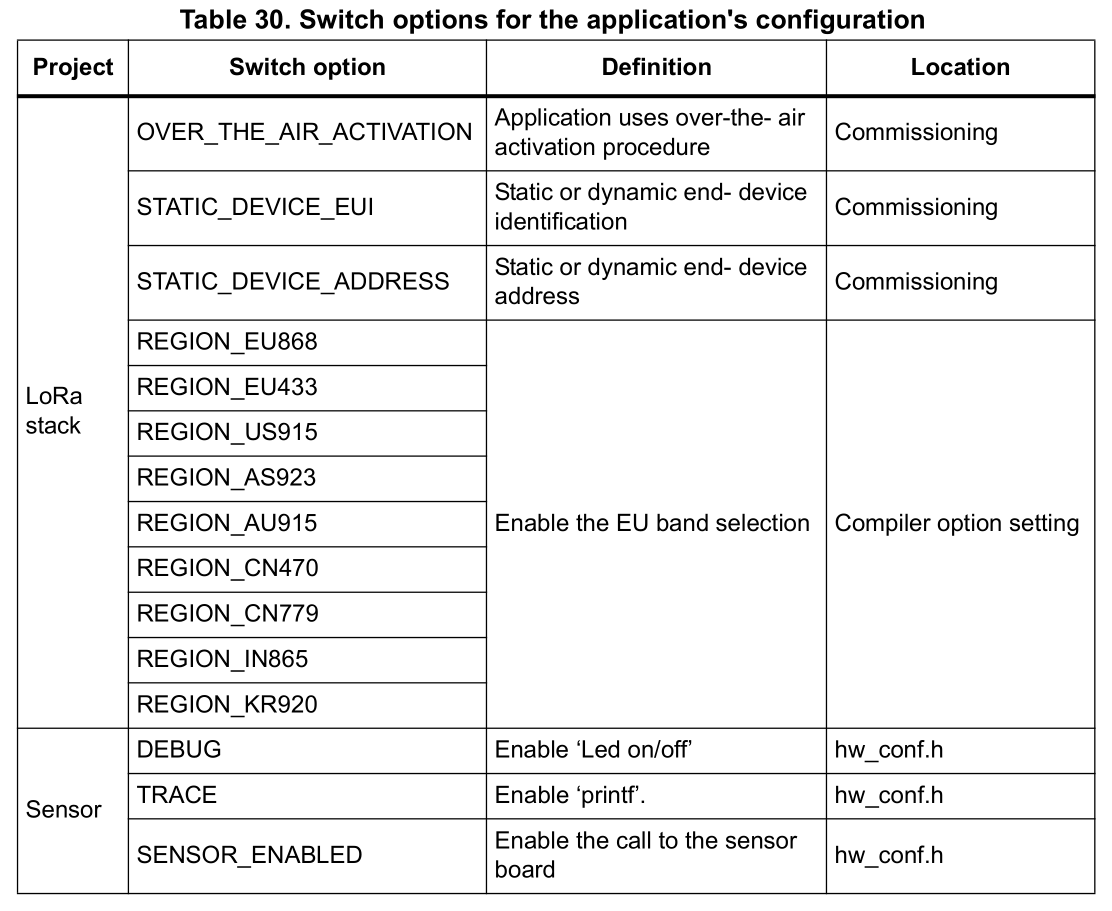 Table 30. Switch options for the application's configuration
Project Switch option Definition Location
LoRa
stack
OVER_THE_AIR_ACTIVATION
Application uses over-the- air
activation procedure
Commissioning
STATIC_DEVICE_EUI
Static or dynamic end- device
identification
Commissioning
STATIC_DEVICE_ADDRESS
Static or dynamic end- device
address
Commissioning
REGION_EU868
REGION_EU433
REGION_US915
REGION_AS923
REGION_AU915
REGION_CN470
REGION_CN779
REGION_IN865
REGION_KR920
Enable the EU band selection
Compiler option setting
Sensor
DEBUG
Enable ‘Led on/off’
hw_conf.h
TRACE
Enable ‘printf’.
hw_conf.h
SENSOR_ENABLED
Enable the call to the sensor
board
hw_conf.h